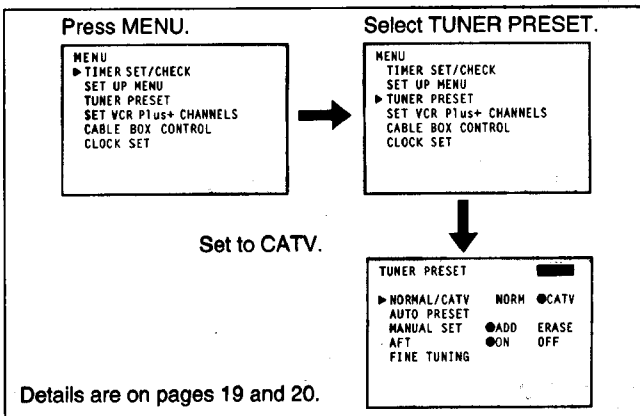 Press MENU.
MENU
▶ TIMER SET/CHECK
SET UP MENU
TUNER PRESET
SET VCR Plus+ CHANNELS
CABLE BOX CONTROL
CLOCK SET
Select TUNER PRESET.
MENU
TIMER SET/CHECK
SET UP MENU
▶ TUNER PRESET
SET VCR Plus+ CHANNELS
CABLE BOX CONTROL
CLOCK SET
Set to CATV.
TUNER PRESET
▶ NORMAL/CATV NORM ●CATV
AUTO PRESET
MANUAL SET ●ADD ERASE
AFT ●ON OFF
FINE TUNING
Details are on pages 19 and 20.